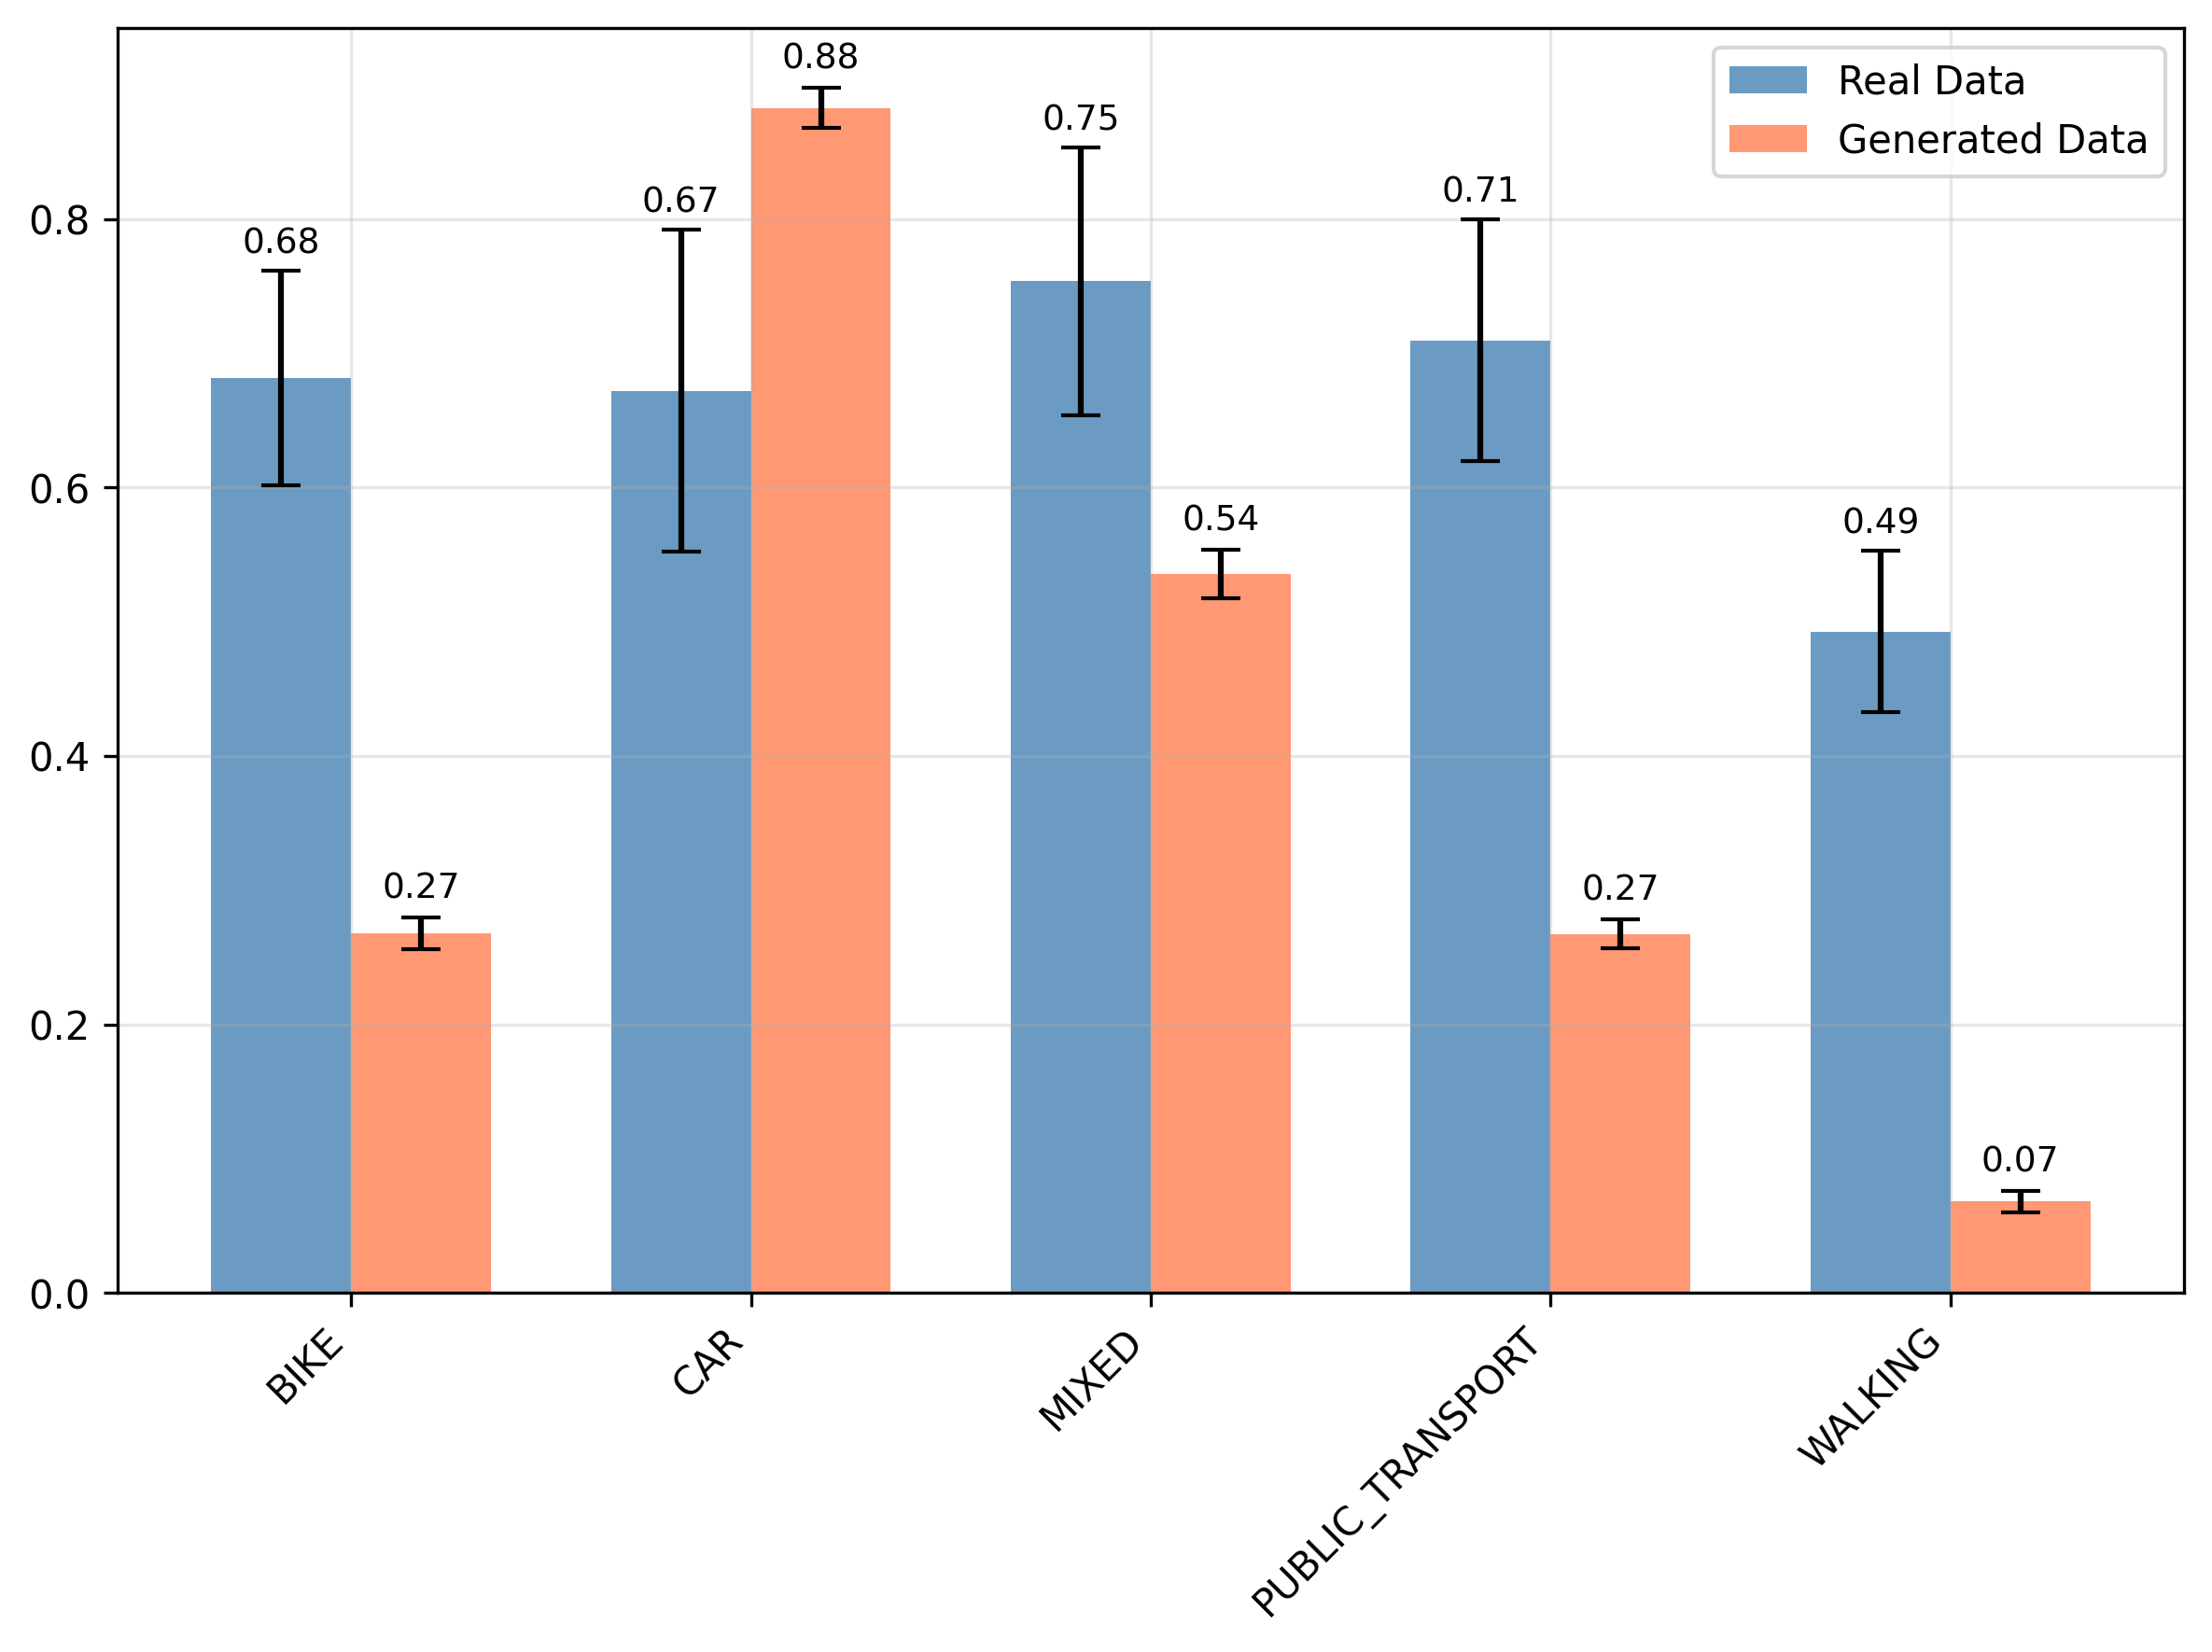 Real Data
Generated Data
0.88
0.75
0.67
0.71
0.68
0.54
0.49
0.27
0.27
0.07
0.8
0.6
0.4
0.2
0.0
BIKE
CAR
MIXED
PUBLIC_TRANSPORT
WALKING